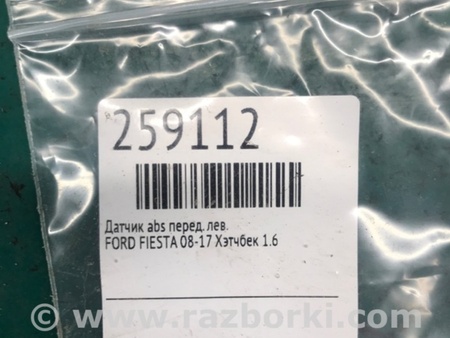 259112
Датчик abs перед. лев.
FORD FIESTA 08-17 Хэтчбек 1.6
© www.razborki.com